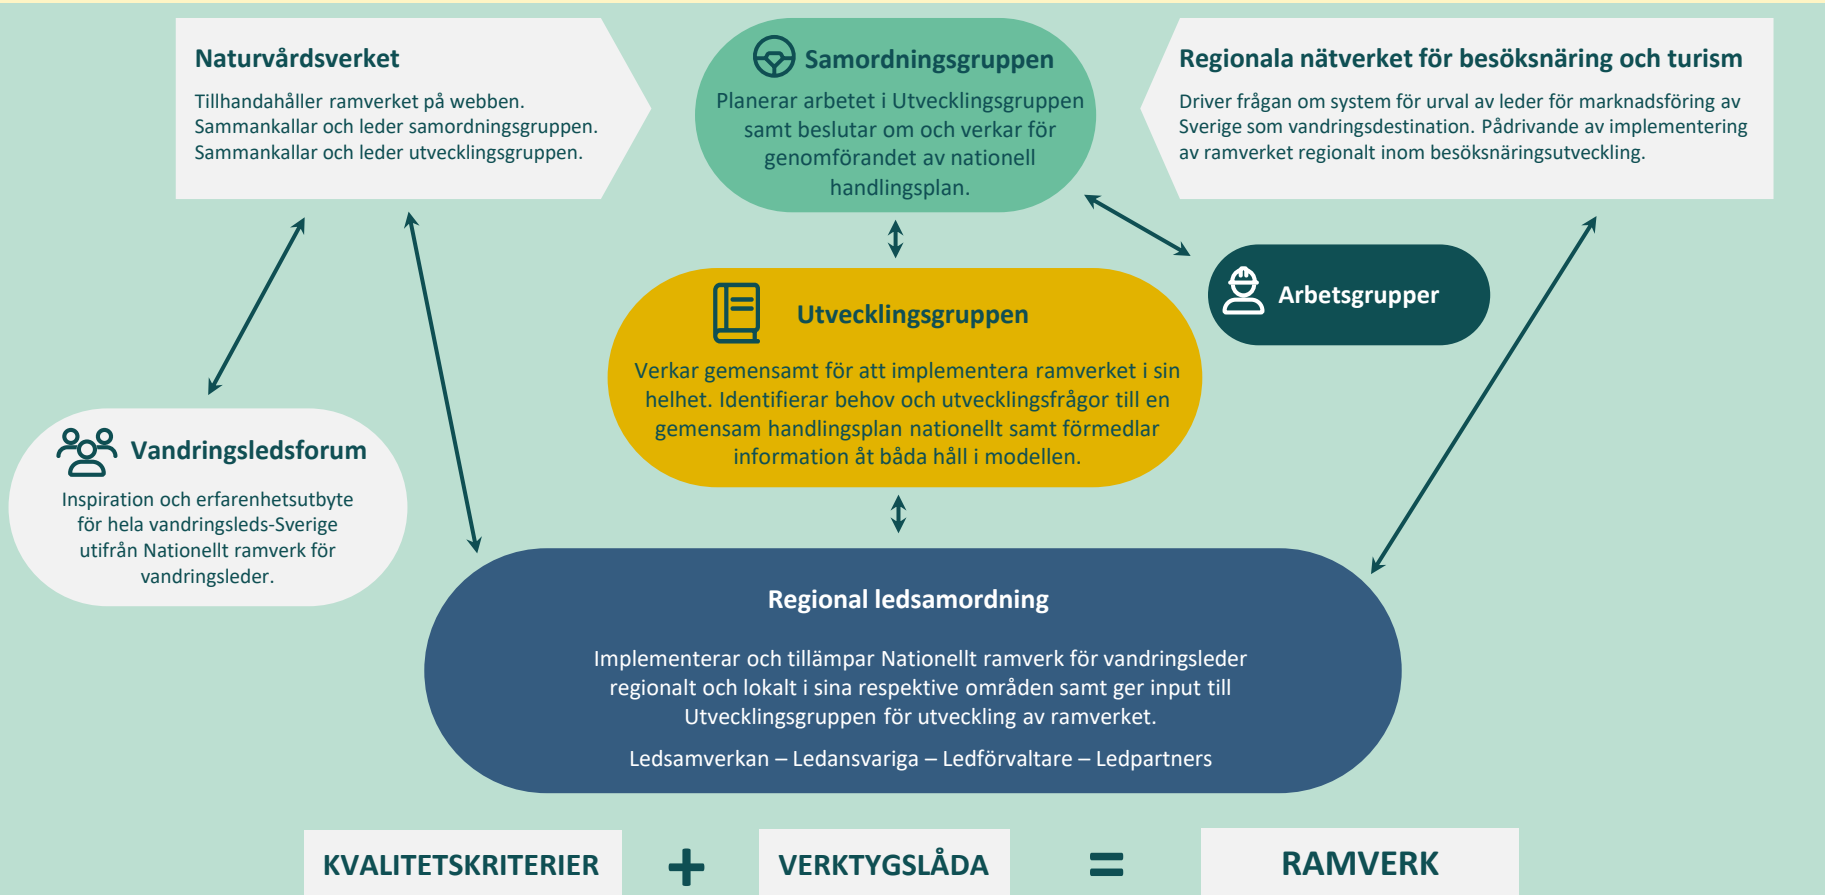 Naturvårdsverket
Tillhandahåller ramverket på webben.
Sammankallar och leder samordningsgruppen.
Sammankallar och leder utvecklingsgruppen.
Samordningsgruppen
Planerar arbetet i Utvecklingsgruppen
samt beslutar om och verkar för
genomförandet av nationell
handlingsplan.
Regionala nätverket för besöksnäring och turism
Driver frågan om system för urval av leder för marknadsföring av
Sverige som vandringsdestination. Pådrivande av implementering
av ramverket regionalt inom besöksnäringsutveckling.
Arbetsgrupper
Utvecklingsgruppen
Verkar gemensamt för att implementera ramverket i sin
helhet. Identifierar behov och utvecklingsfrågor till en
gemensam handlingsplan nationellt samt förmedlar
information åt båda håll i modellen.
Vandringsledsforum
Inspiration och erfarenhetsutbyte
för hela vandringsleds-Sverige
utifrån Nationellt ramverk för
vandringsleder.
Regional ledsamordning
Implementerar och tillämpar Nationellt ramverk för vandringsleder
regionalt och lokalt i sina respektive områden samt ger input till
Utvecklingsgruppen för utveckling av ramverket.
Ledsamverkan – Ledansvariga – Ledförvaltare – Ledpartners
KVALITETSKRITERIER + VERKTYGSLÅDA = RAMVERK